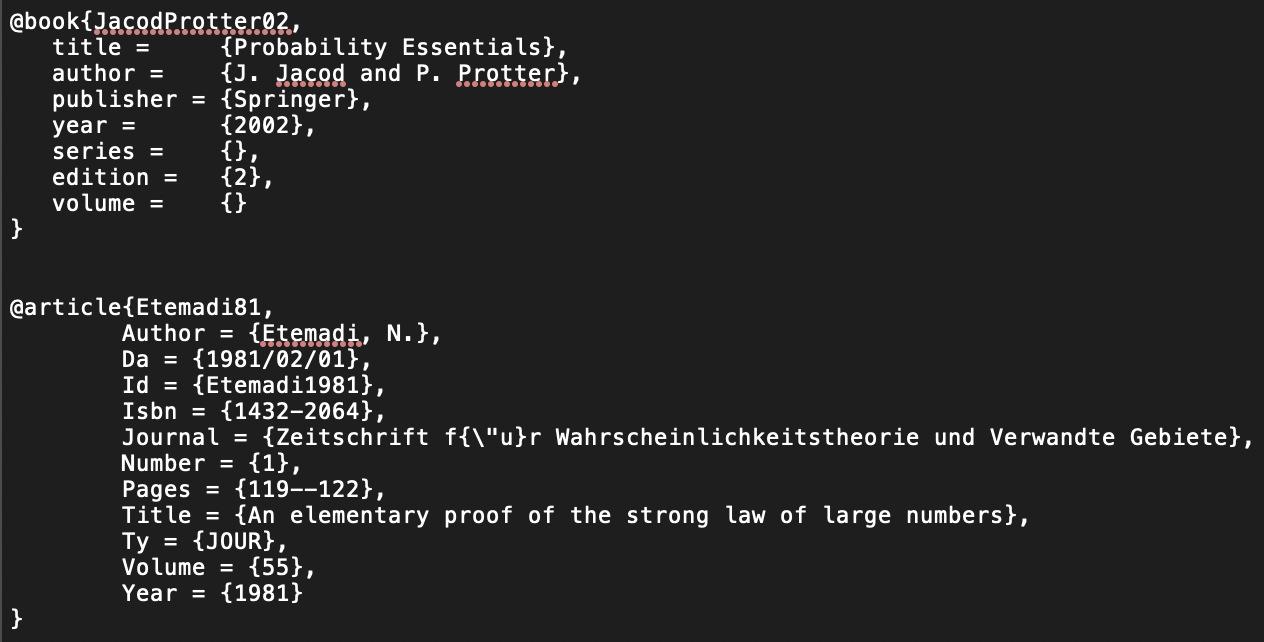 @book{JacodProtter02,
   title =     {Probability Essentials},
   author =    {J. Jacod and P. Protter},
   publisher = {Springer},
   year =      {2002},
   series =    {},
   edition =   {2},
   volume =    {}
}
@article{Etemadi81,
        Author = {Etemadi, N.},
        Da = {1981/02/01},
        Id = {Etemadi1981},
        Isbn = {1432-2064},
        Journal = {Zeitschrift f{\"u}r Wahrscheinlichkeitstheorie und Verwandte Gebiete},
        Number = {1},
        Pages = {119--122},
        Title = {An elementary proof of the strong law of large numbers},
        Ty = {JOUR},
        Volume = {55},
        Year = {1981}
}